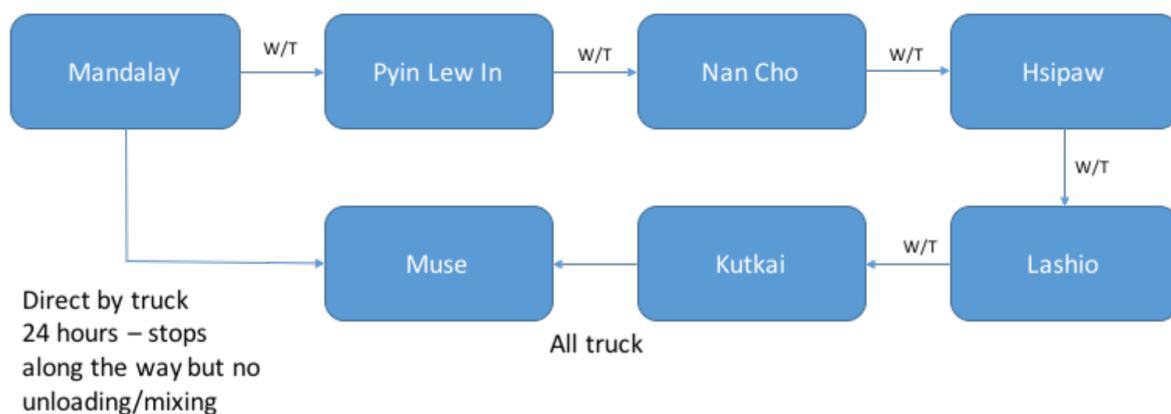 Mandalay
W/T
Pyin Lew In
W/T
Nan Cho
W/T
Hsipaw
W/T
Muse
Kutkai
W/T
Lashio
Direct by truck
24 hours – stops
along the way but no
unloading/mixing
All truck